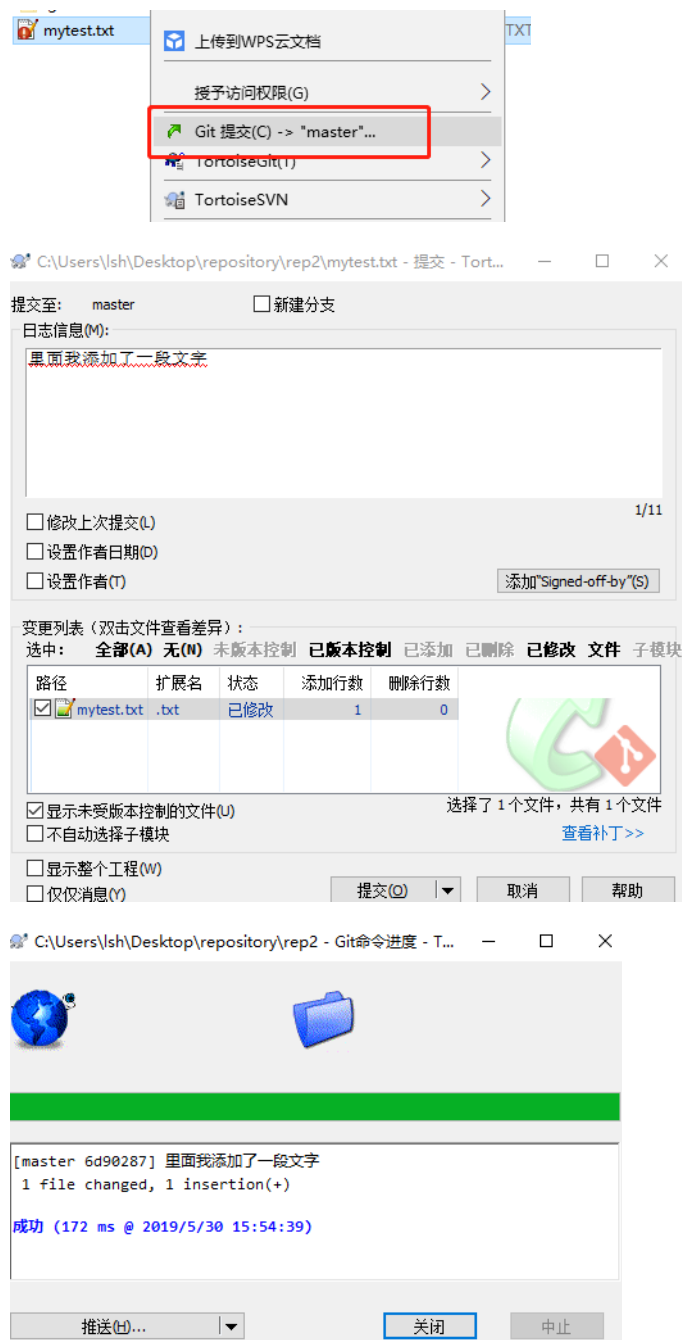 mytest.txt
TXT
上传到WPS云文档
授予访问权限(G)
Git 提交(C) -> "master"...
TortoiseGit(T)
TortoiseSVN
C:\Users\lsh\Desktop\repository\rep2\mytest.txt - 提交 - Tort...
提交至: master 新建分支
日志信息(M):
里面我添加了一段文字
1/11
修改上次提交(L)
设置作者日期(D)
设置作者(T) 添加"Signed-off-by"(S)
变更列表（双击文件查看差异）:
选中: 全部(A) 无(N) 未版本控制 已版本控制 已添加 已删除 已修改 文件 子模块
路径 扩展名 状态 添加行数 删除行数
mytest.txt .txt 已修改 1 0
显示未受版本控制的文件(U) 选择了 1 个文件，共有 1 个文件
不自动选择子模块 查看补丁>>
显示整个工程(W)
仅仅消息(Y) 提交(O) 取消 帮助
C:\Users\lsh\Desktop\repository\rep2 - Git命令进度 - T...
[master 6d90287] 里面我添加了一段文字
1 file changed, 1 insertion(+)
成功 (172 ms @ 2019/5/30 15:54:39)
推送(H)... 关闭 中止